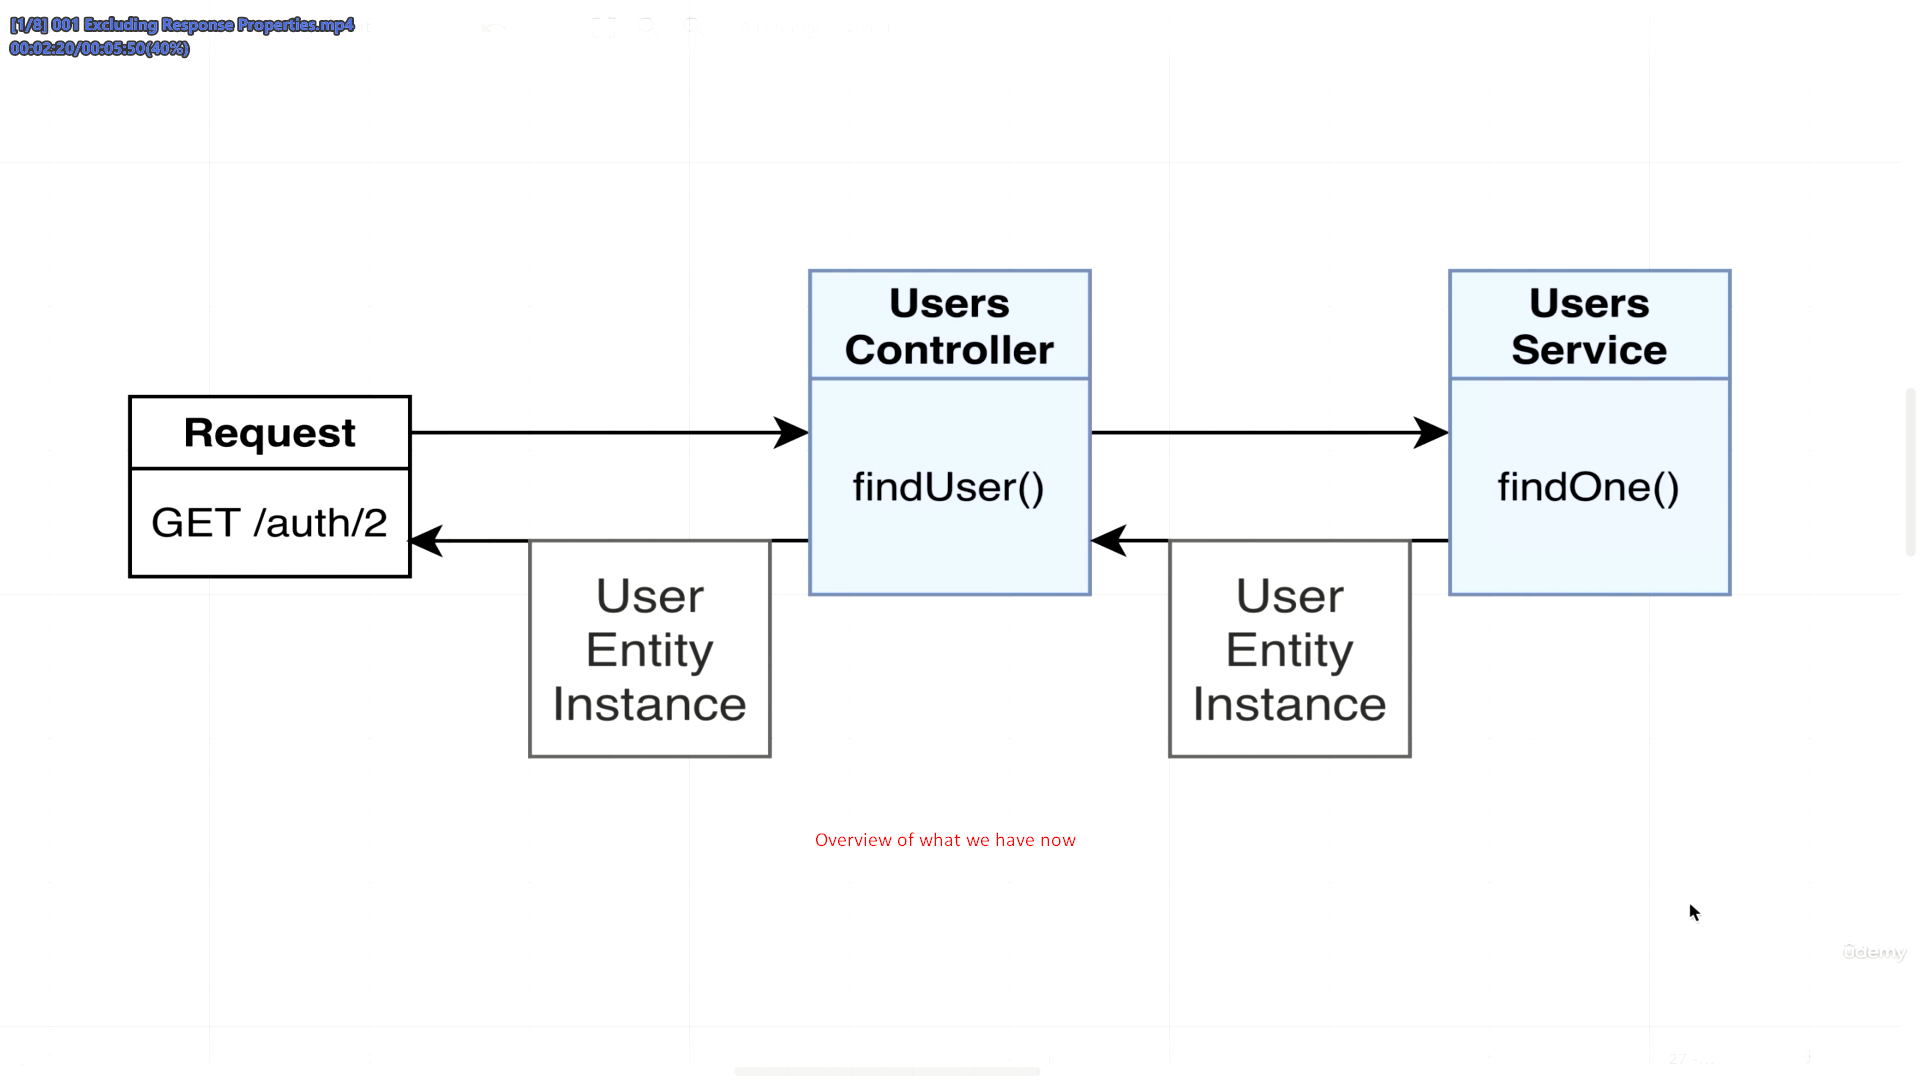 [1/8] 001 Excluding Response Properties.mp4
00:02:20/00:05:50(40%)
Users
Controller
Users
Service
Request
GET /auth/2
findUser()
findOne()
User
Entity
Instance
User
Entity
Instance
Overview of what we have now
ûdemy